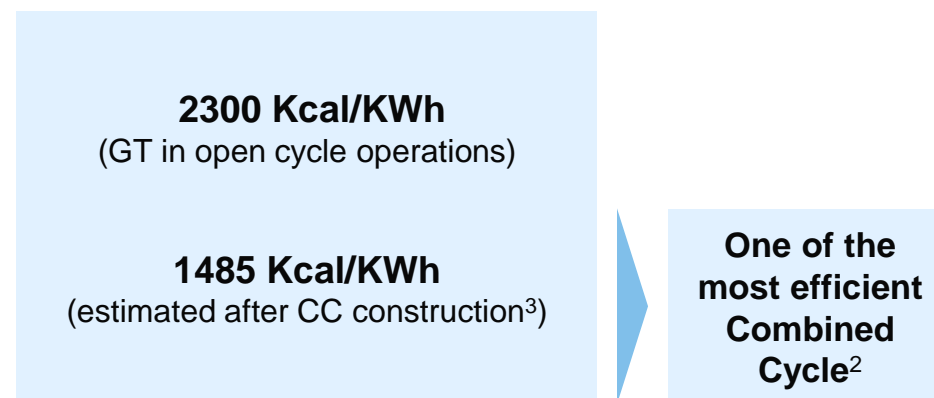 2300 Kcal/KWh
(GT in open cycle operations)
1485 Kcal/KWh
(estimated after CC construction³)
One of the
most efficient
Combined
Cycle²